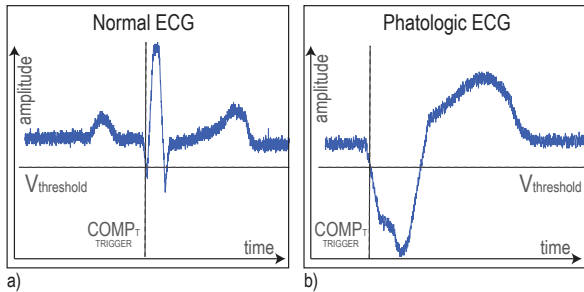 Normal ECG
amplitude
Vthreshold
COMPT
TRIGGER
time
a)
Phatologic ECG
amplitude
Vthreshold
COMPT
TRIGGER
time
b)